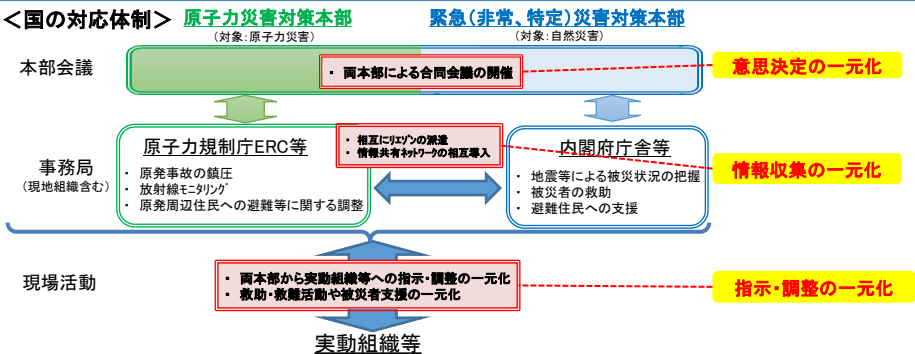 ＜国の対応体制＞ 原子力災害対策本部 緊急（非常、特定）災害対策本部
（対象：原子力災害） （対象：自然災害）
本部会議
・ 両本部による合同会議の開催
意思決定の一元化
原子力規制庁ERC等
・ 原発事故の鎮圧
・ 放射線ﾓﾆﾀﾘﾝｸﾞ
・ 原発周辺住民への避難等に関する調整
・ 相互にﾘｴｿﾞﾝの派遣
・ 情報共有ﾈｯﾄﾜｰｸの相互導入
内閣府庁舎等
・ 地震等による被災状況の把握
・ 被災者の救助
・ 避難住民への支援
事務局
（現地組織含む）
情報収集の一元化
現場活動
・ 両本部から実動組織等への指示・調整の一元化
・ 救助・救難活動や被災者支援の一元化
指示・調整の一元化
実動組織等